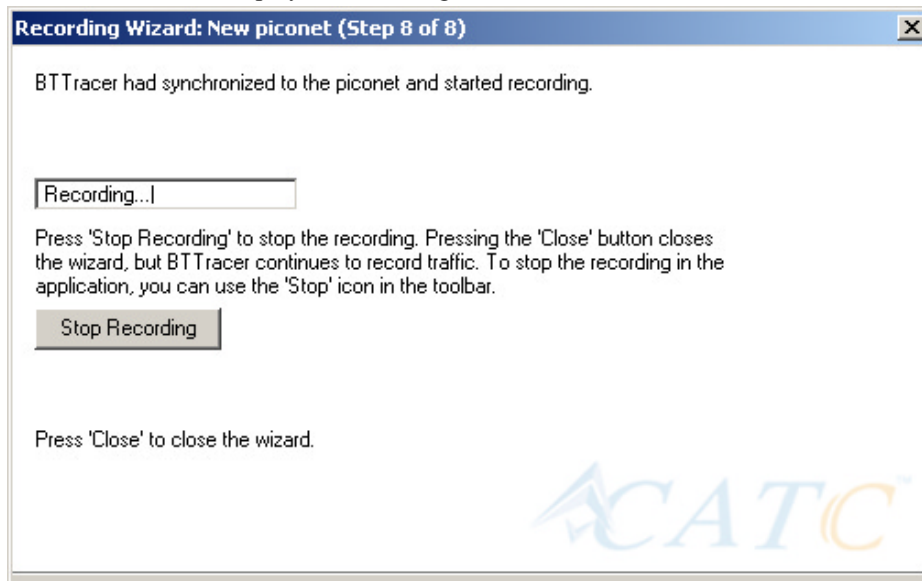 Recording Wizard: New piconet (Step 8 of 8)
BTTracer had synchronized to the piconet and started recording.
Recording...
Press 'Stop Recording' to stop the recording. Pressing the 'Close' button closes
the wizard, but BTTracer continues to record traffic. To stop the recording in the
application, you can use the 'Stop' icon in the toolbar.
Stop Recording
Press 'Close' to close the wizard.
CATC